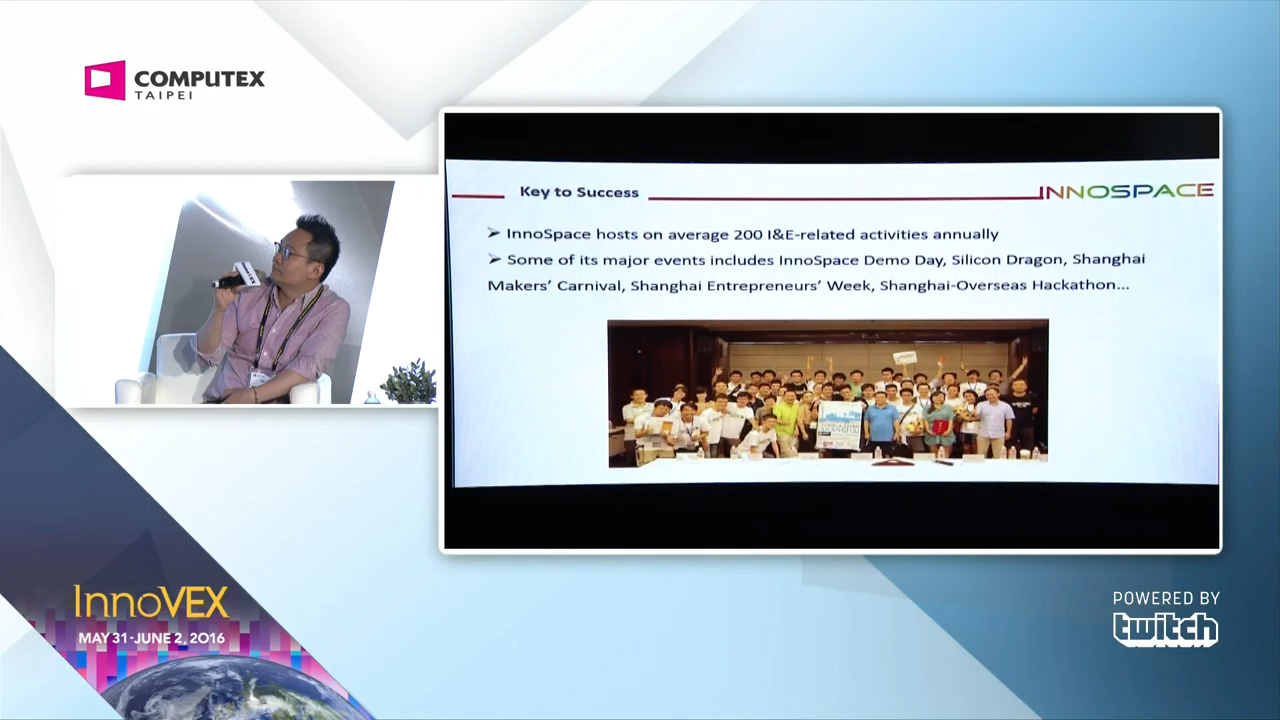 COMPUTEX
TAIPEI
Key to Success
INNOSPACE
➢ InnoSpace hosts on average 200 I&E-related activities annually
➢ Some of its major events includes InnoSpace Demo Day, Silicon Dragon, Shanghai
Makers’ Carnival, Shanghai Entrepreneurs’ Week, Shanghai-Overseas Hackathon...
InnoVEX
MAY 31-JUNE 2, 2016
POWERED BY
twitch